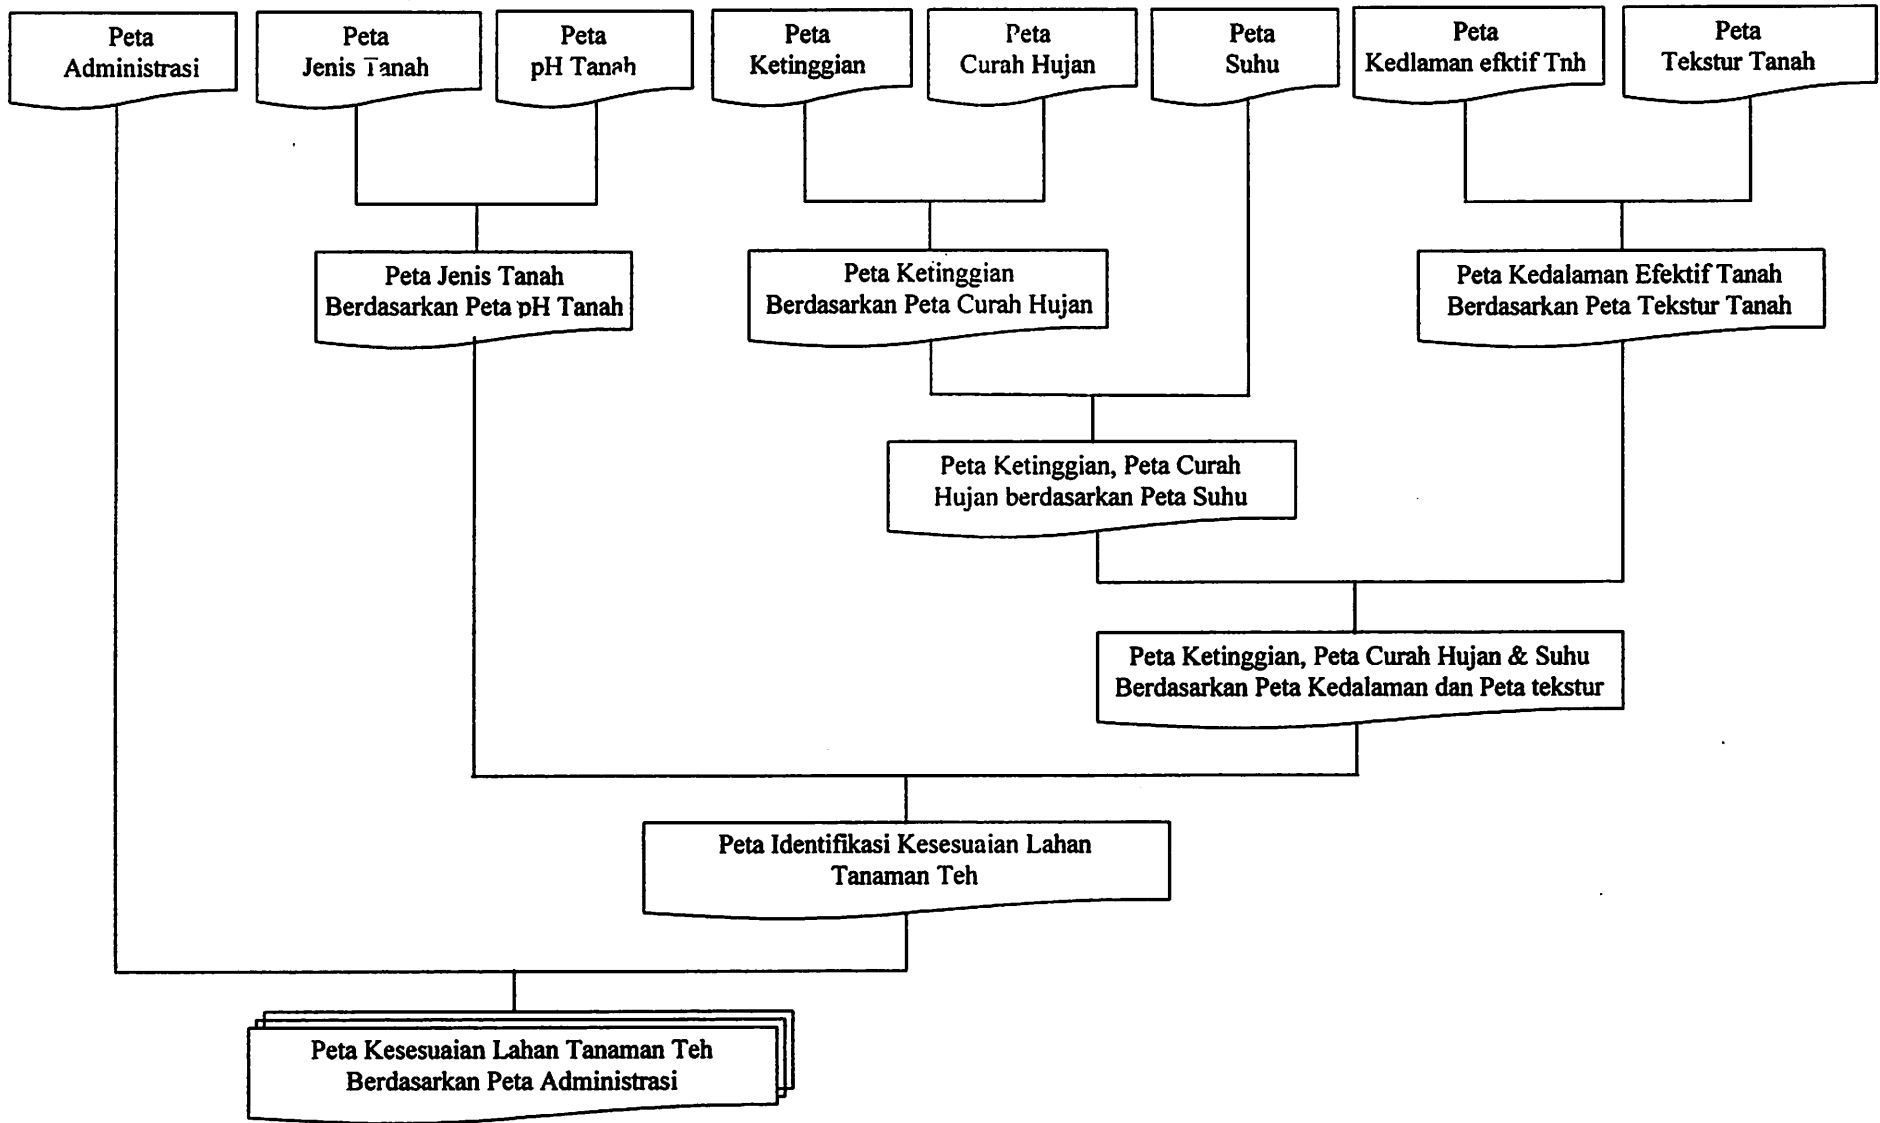 Peta
Administrasi
Peta
Jenis Tanah
Peta
pH Tanah
Peta
Ketinggian
Peta
Curah Hujan
Peta
Suhu
Peta
Kedlaman efktif Tnh
Peta
Tekstur Tanah
Peta Jenis Tanah
Berdasarkan Peta pH Tanah
Peta Ketinggian
Berdasarkan Peta Curah Hujan
Peta Kedalaman Efektif Tanah
Berdasarkan Peta Tekstur Tanah
Peta Ketinggian, Peta Curah
Hujan berdasarkan Peta Suhu
Peta Ketinggian, Peta Curah Hujan & Suhu
Berdasarkan Peta Kedalaman dan Peta tekstur
Peta Identifikasi Kesesuaian Lahan
Tanaman Teh
Peta Kesesuaian Lahan Tanaman Teh
Berdasarkan Peta Administrasi